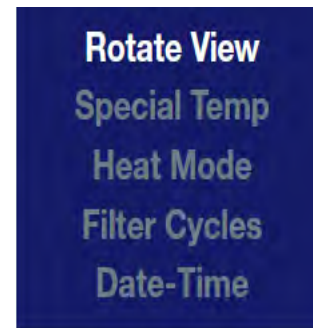 Rotate View
Special Temp
Heat Mode
Filter Cycles
Date-Time